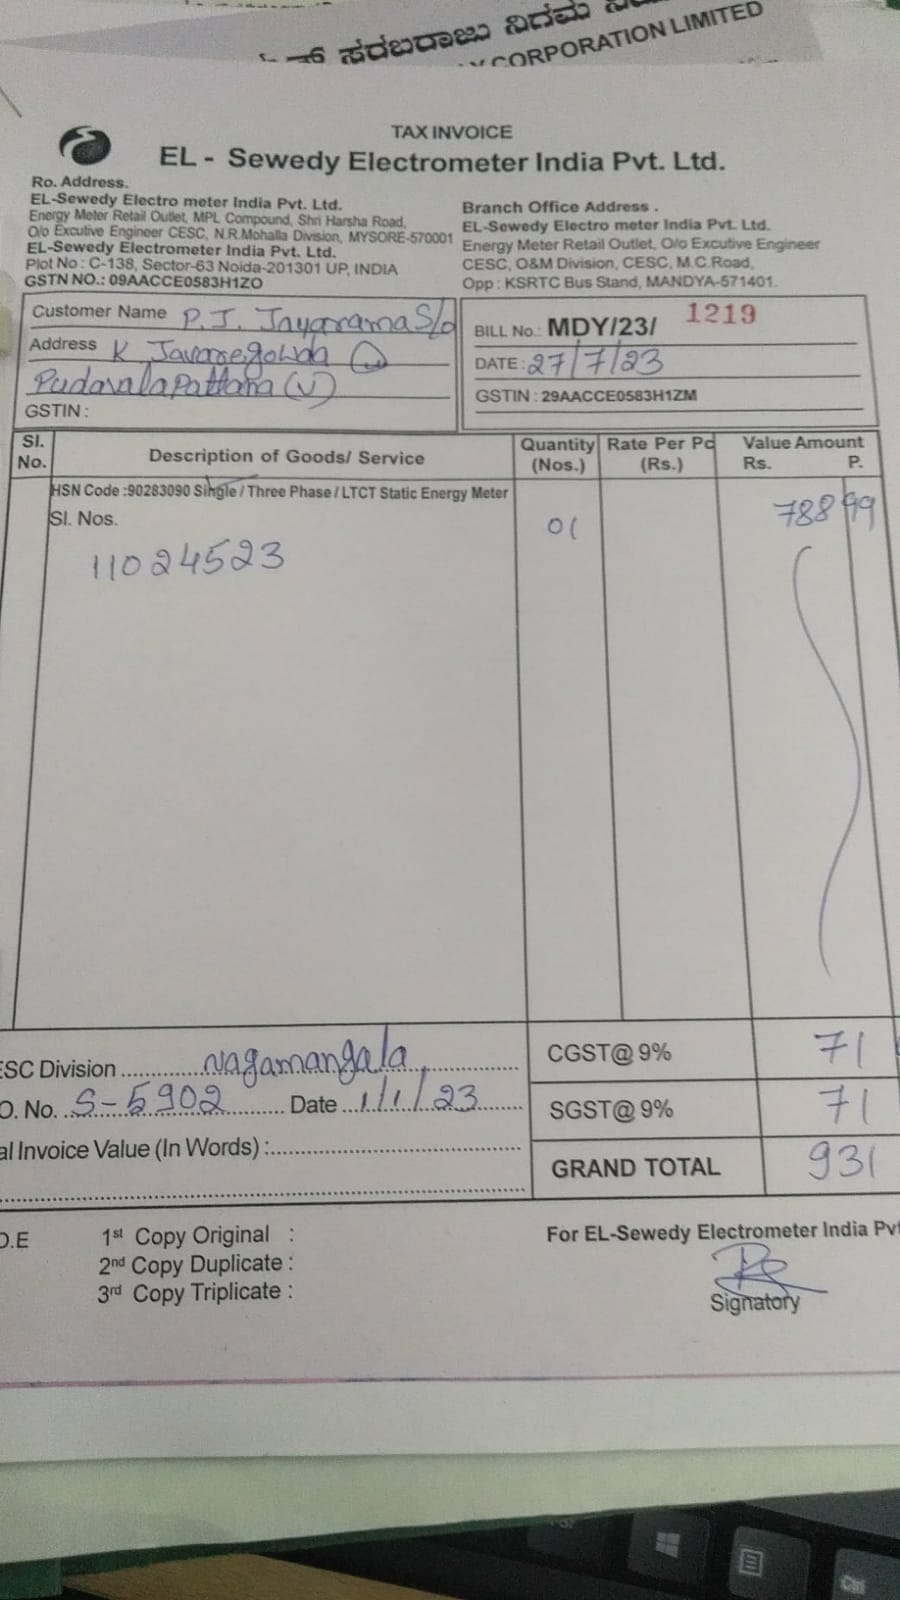 ಸರಬರಾಜು ನಿಗಮ
CORPORATION LIMITED
TAX INVOICE
EL - Sewedy Electrometer India Pvt. Ltd.
Ro. Address.
EL-Sewedy Electro meter India Pvt. Ltd.
Energy Meter Retail Outlet, MPL Compound, Shri Harsha Road,
O/o Excutive Engineer CESC, N.R.Mohalla Division, MYSORE-570001
EL-Sewedy Electrometer India Pvt. Ltd.
Plot No : C-138, Sector-63 Noida-201301 UP, INDIA
GSTN NO.: 09AACCE0583H1ZO
Branch Office Address .
EL-Sewedy Electro meter India Pvt. Ltd.
Energy Meter Retail Outlet, O/o Excutive Engineer
CESC, O&M Division, CESC, M.C.Road,
Opp : KSRTC Bus Stand, MANDYA-571401.
Customer Name P.J. Jayarama S/o
Address K Javaregowda
Pudavalapattana (V)
GSTIN :
BILL No.: MDY/23/ 1219
DATE : 27/7/23
GSTIN : 29AACCE0583H1ZM
Sl. No. Description of Goods/ Service Quantity (Nos.) Rate Per Pc (Rs.) Value Amount Rs. P.
HSN Code :90283090 Single / Three Phase / LTCT Static Energy Meter
Sl. Nos.
11024523 01 788 99
ESC Division Nagamangala
O. No. S-5902 Date 1/1/23
al Invoice Value (In Words) :
CGST@ 9% 71
SGST@ 9% 71
GRAND TOTAL 931
O.E
1st Copy Original :
2nd Copy Duplicate :
3rd Copy Triplicate :
For EL-Sewedy Electrometer India Pvt
Signatory
Ctrl